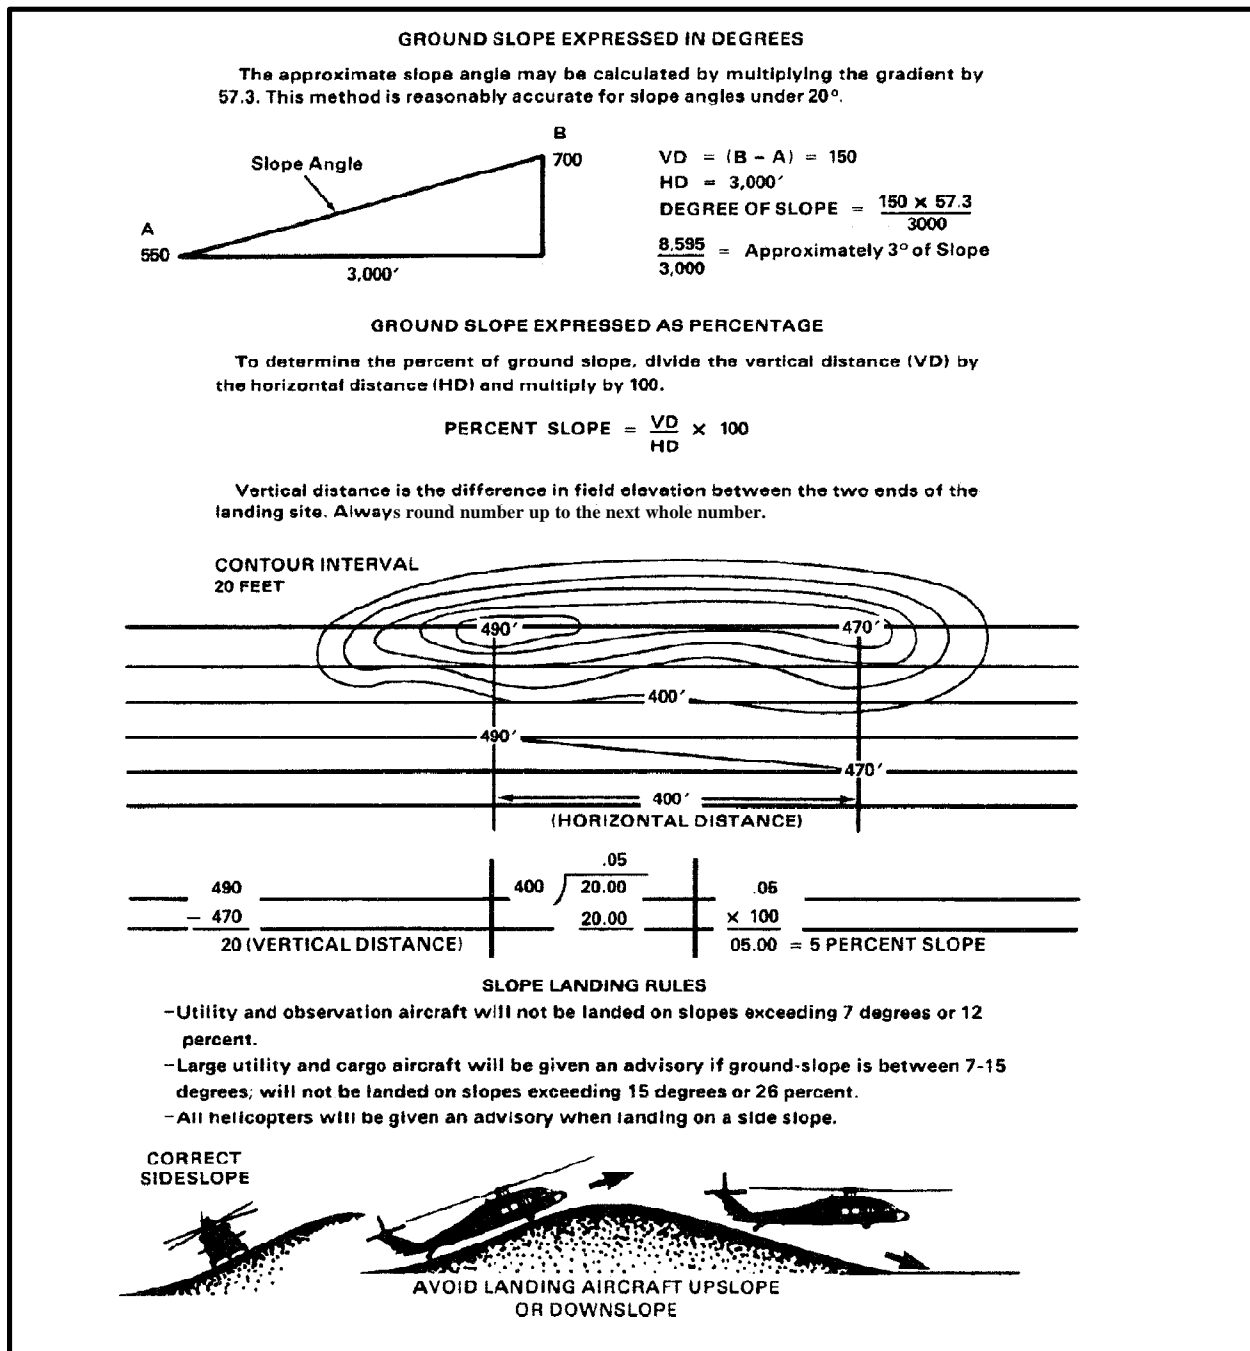 GROUND SLOPE EXPRESSED IN DEGREES
The approximate slope angle may be calculated by multiplying the gradient by
57.3. This method is reasonably accurate for slope angles under 20°.
B
700
Slope Angle
A
550
3,000′
VD = (B – A) = 150
HD = 3,000′
DEGREE OF SLOPE = 150 × 57.3
3000
8,595 = Approximately 3° of Slope
3,000
GROUND SLOPE EXPRESSED AS PERCENTAGE
To determine the percent of ground slope, divide the vertical distance (VD) by
the horizontal distance (HD) and multiply by 100.
PERCENT SLOPE = VD × 100
HD
Vertical distance is the difference in field elevation between the two ends of the
landing site. Always round number up to the next whole number.
CONTOUR INTERVAL
20 FEET
490′
470′
400′
490′
470′
400′
(HORIZONTAL DISTANCE)
490
– 470
20 (VERTICAL DISTANCE)
.05
400 20.00
20.00
.05
× 100
05.00 = 5 PERCENT SLOPE
SLOPE LANDING RULES
–Utility and observation aircraft will not be landed on slopes exceeding 7 degrees or 12
percent.
–Large utility and cargo aircraft will be given an advisory if ground-slope is between 7-15
degrees; will not be landed on slopes exceeding 15 degrees or 26 percent.
–All helicopters will be given an advisory when landing on a side slope.
CORRECT
SIDESLOPE
AVOID LANDING AIRCRAFT UPSLOPE
OR DOWNSLOPE